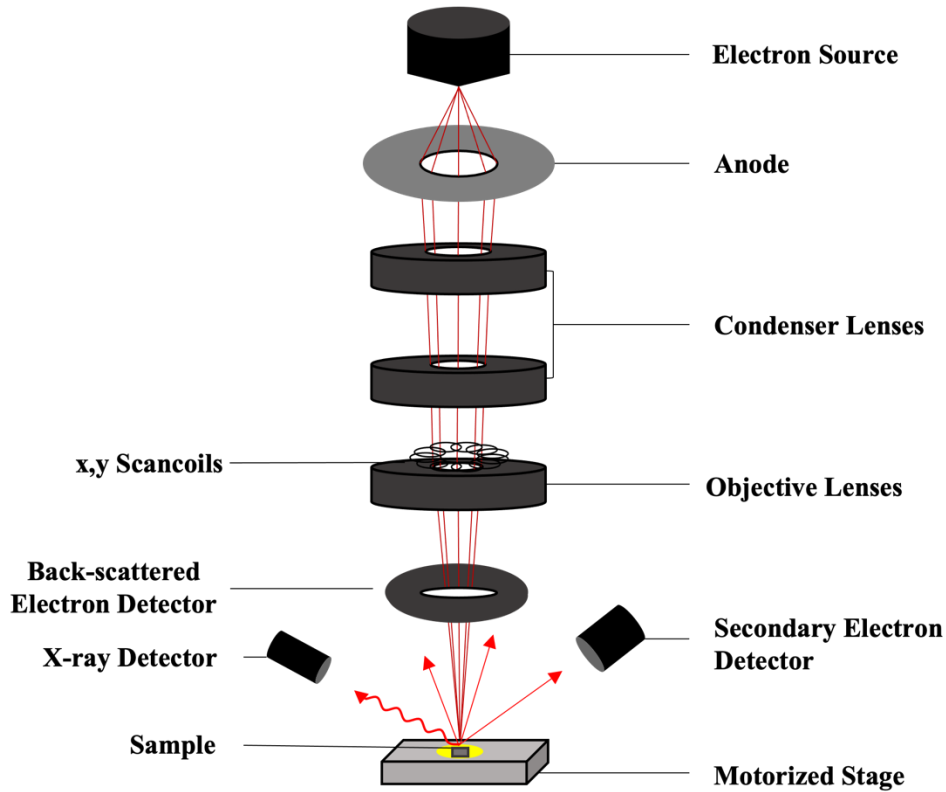 Electron Source
Anode
Condenser Lenses
x,y Scancoils
Objective Lenses
Back-scattered
Electron Detector
X-ray Detector
Secondary Electron
Detector
Sample
Motorized Stage